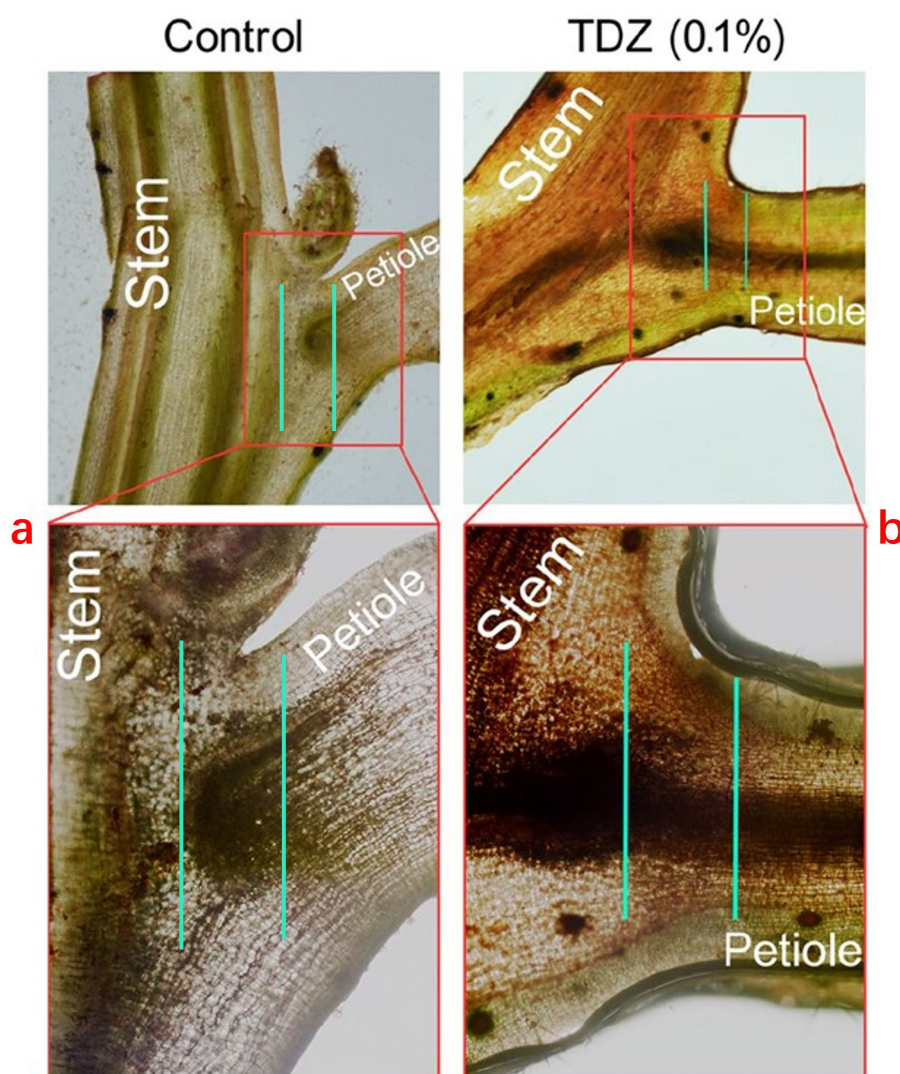 Control
TDZ (0.1%)
Stem
Petiole
Stem
Petiole
a
b
Stem
Petiole
Stem
Petiole